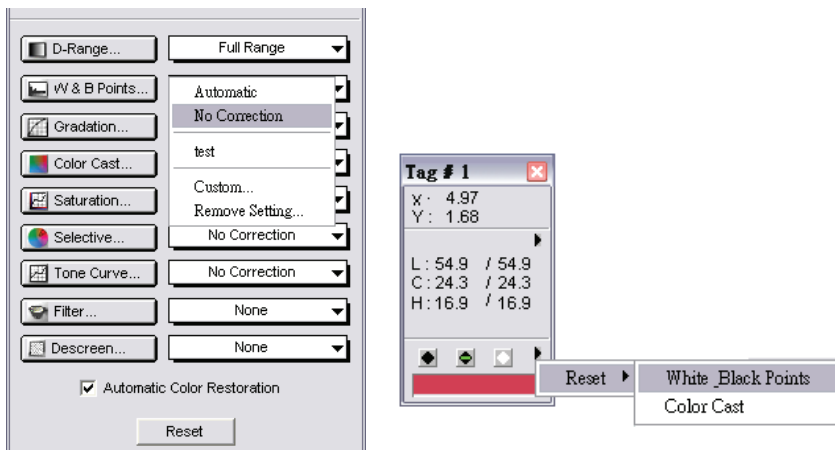 D-Range...
Full Range
W & B Points...
Automatic
No Correction
test
Custom...
Remove Setting...
Gradation...
Color Cast...
Saturation...
Selective...
No Correction
Tone Curve...
No Correction
Filter...
None
Descreen...
None
Automatic Color Restoration
Reset
Tag # 1
X · 4.97
Y : 1.68
L : 54.9 / 54.9
C : 24.3 / 24.3
H : 16.9 / 16.9
Reset
White _Black Points
Color Cast